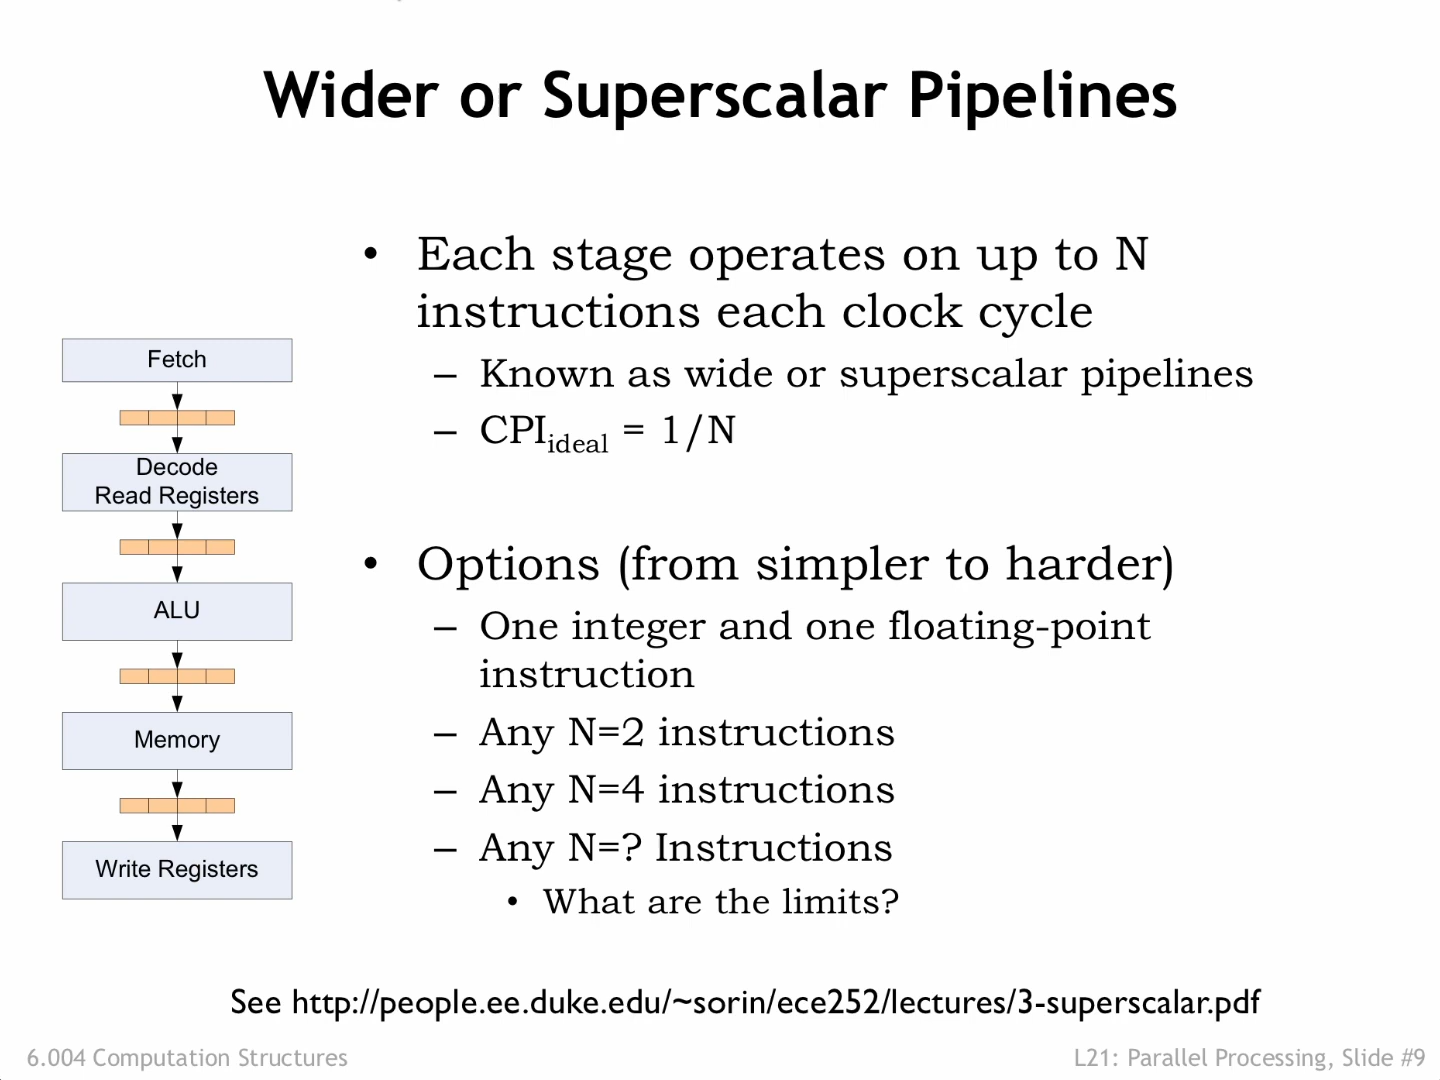 Wider or Superscalar Pipelines
• Each stage operates on up to N
instructions each clock cycle
– Known as wide or superscalar pipelines
– CPIideal = 1/N
• Options (from simpler to harder)
– One integer and one floating-point
instruction
– Any N=2 instructions
– Any N=4 instructions
– Any N=? Instructions
• What are the limits?
Fetch
Decode
Read Registers
ALU
Memory
Write Registers
See http://people.ee.duke.edu/~sorin/ece252/lectures/3-superscalar.pdf
6.004 Computation Structures
L21: Parallel Processing, Slide #9